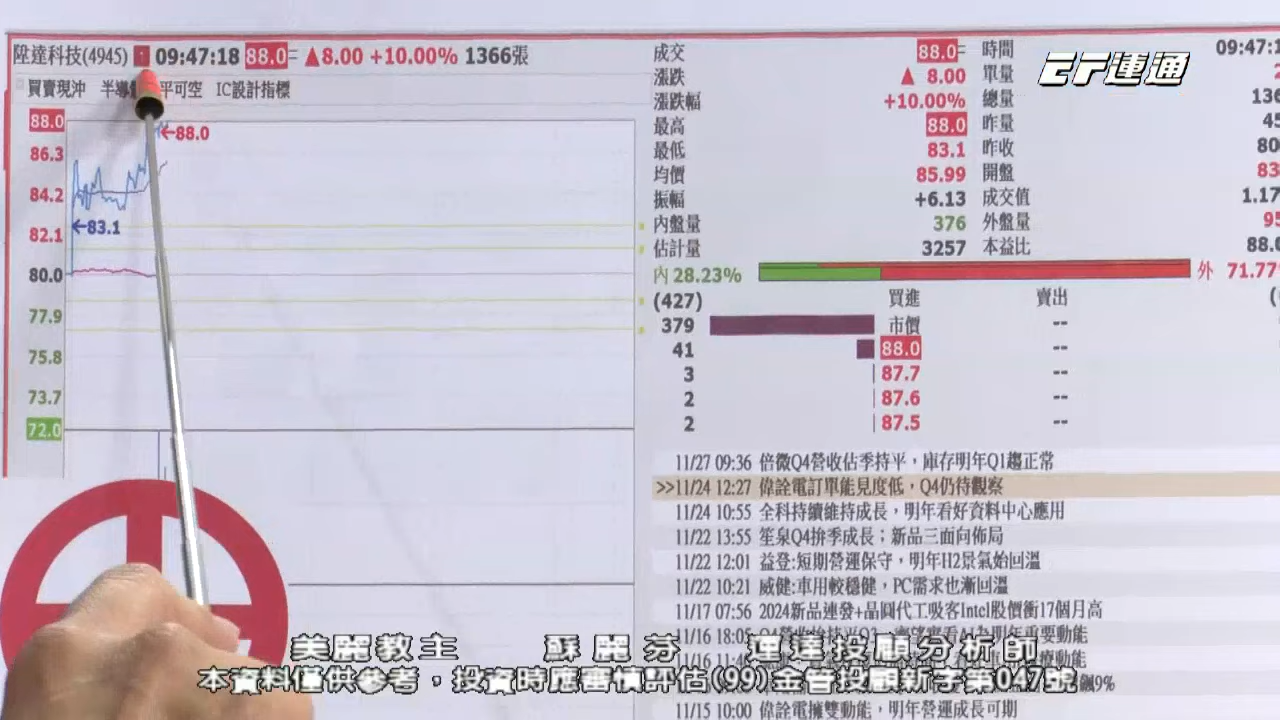 陞達科技(4945) 09:47:18 88.0= ▲8.00 +10.00% 1366張
買賣現沖 半導 平可空 IC設計指標
88.0
86.3
84.2
82.1
80.0
77.9
75.8
73.7
72.0
←88.0
←83.1
成交 88.0= 時間 09:47:1
漲跌 ▲ 8.00 單量
漲跌幅 +10.00% 總量 136
最高 88.0 昨量 45
最低 83.1 昨收 80
均價 85.99 開盤 83
振幅 +6.13 成交值 1.17
內盤量 376 外盤量 95
估計量 3257 本益比 88.0
內 28.23% 外 71.77
(427) 買進 賣出
379 市價 --
41 88.0 --
3 87.7 --
2 87.6 --
2 87.5 --
11/27 09:36 倍微Q4營收估季持平，庫存明年Q1趨正常
>>11/24 12:27 偉詮電訂單能見度低，Q4仍待觀察
11/24 10:55 全科持續維持成長，明年看好資料中心應用
11/22 13:55 笙泉Q4拚季成長；新品三面向佈局
11/22 12:01 益登:短期營運保守，明年H2景氣始回溫
11/22 10:21 威健:車用較穩健，PC需求也漸回溫
11/17 07:56 2024新品連發+晶圓代工吸客Intel股價衝17個月高
11/16 18:05
11/15 10:00 偉詮電擁雙動能，明年營運成長可期
EF運通
美麗教主 蘇麗芬 運達投顧分析師
本資料僅供參考，投資時應審慎評估(99)金管投顧新字第047號